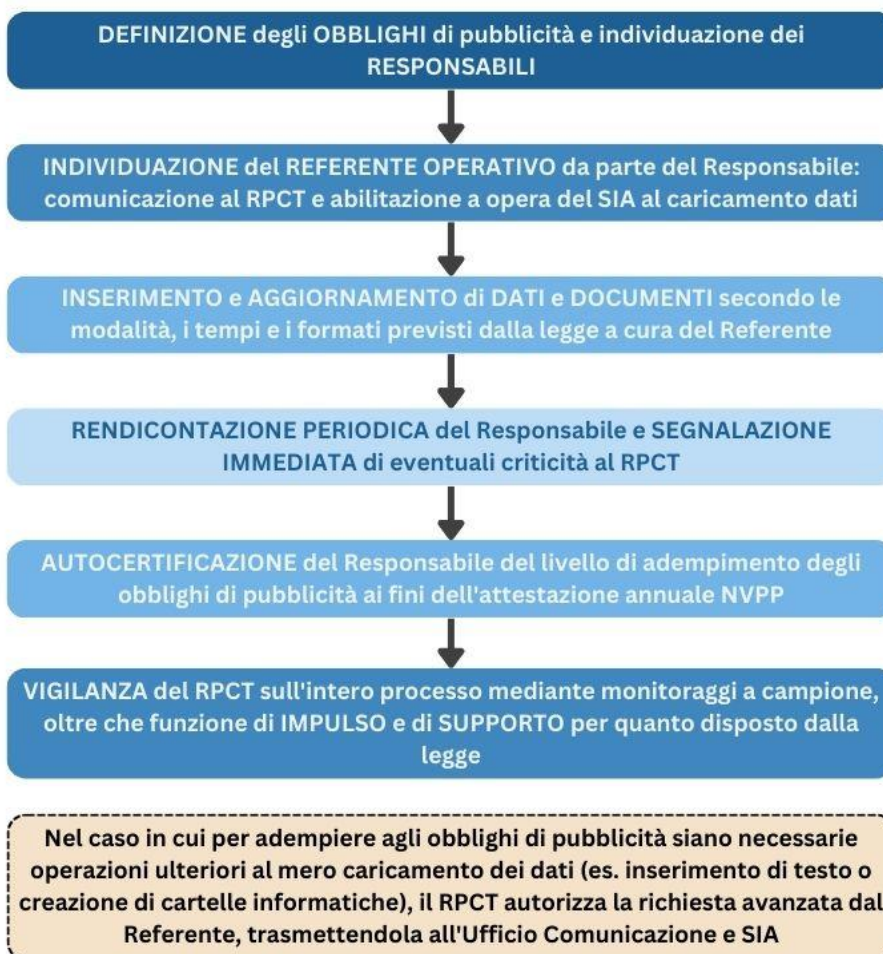 DEFINIZIONE degli OBBLIGHI di pubblicità e individuazione dei
RESPONSABILI
INDIVIDUAZIONE del REFERENTE OPERATIVO da parte del Responsabile:
comunicazione al RPCT e abilitazione a opera del SIA al caricamento dati
INSERIMENTO e AGGIORNAMENTO di DATI e DOCUMENTI secondo le
modalità, i tempi e i formati previsti dalla legge a cura del Referente
RENDICONTAZIONE PERIODICA del Responsabile e SEGNALAZIONE
IMMEDIATA di eventuali criticità al RPCT
AUTOCERTIFICAZIONE del Responsabile del livello di adempimento degli
obblighi di pubblicità ai fini dell'attestazione annuale NVPP
VIGILANZA del RPCT sull'intero processo mediante monitoraggi a campione,
oltre che funzione di IMPULSO e di SUPPORTO per quanto disposto dalla
legge
Nel caso in cui per adempiere agli obblighi di pubblicità siano necessarie
operazioni ulteriori al mero caricamento dei dati (es. inserimento di testo o
creazione di cartelle informatiche), il RPCT autorizza la richiesta avanzata dal
Referente, trasmettendola all'Ufficio Comunicazione e SIA